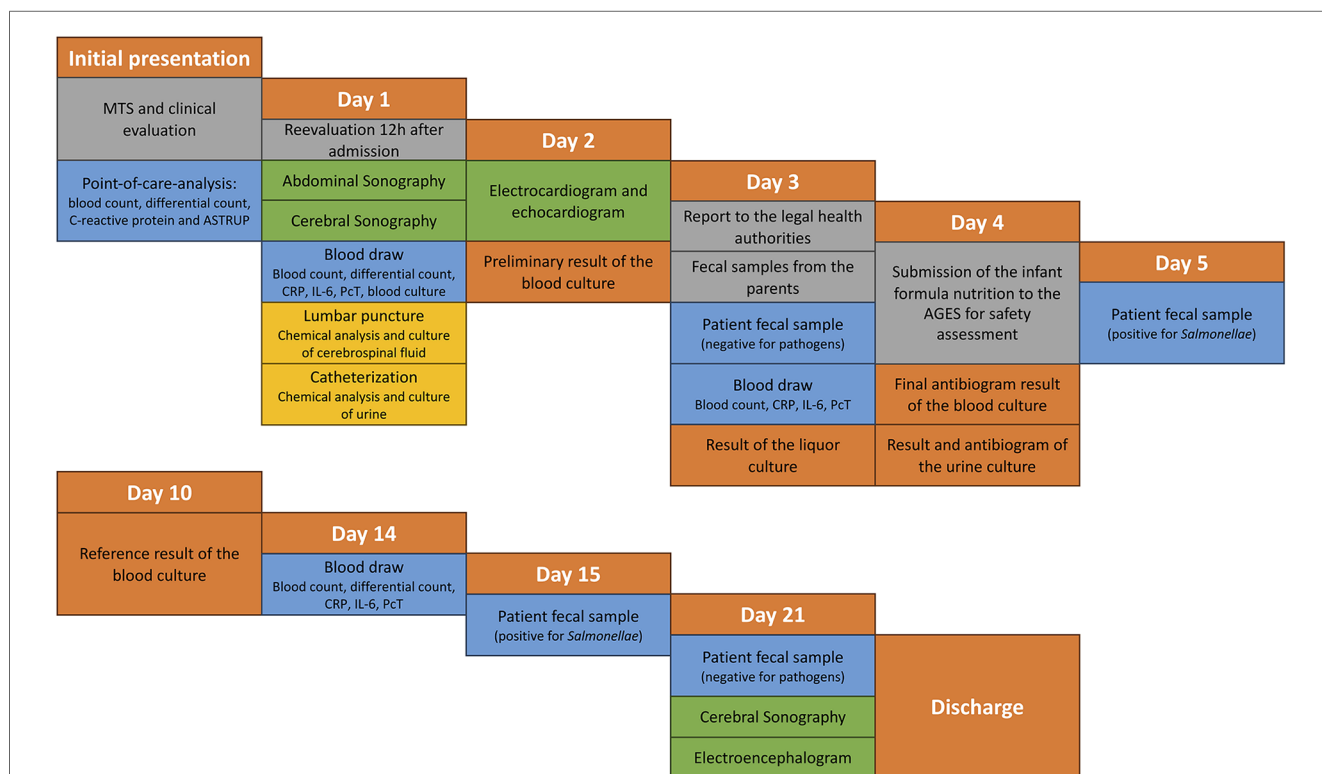 Initial presentation
MTS and clinical
evaluation
Point-of-care-analysis:
blood count, differential count,
C-reactive protein and ASTRUP
Day 1
Reevaluation 12h after
admission
Abdominal Sonography
Cerebral Sonography
Blood draw
Blood count, differential count,
CRP, IL-6, PcT, blood culture
Lumbar puncture
Chemical analysis and culture
of cerebrospinal fluid
Catheterization
Chemical analysis and culture
of urine
Day 2
Electrocardiogram and
echocardiogram
Preliminary result of the
blood culture
Day 3
Report to the legal health
authorities
Fecal samples from the
parents
Patient fecal sample
(negative for pathogens)
Blood draw
Blood count, CRP, IL-6, PcT
Result of the liquor
culture
Day 4
Submission of the infant
formula nutrition to the
AGES for safety
assessment
Final antibiogram result
of the blood culture
Result and antibiogram of
the urine culture
Day 5
Patient fecal sample
(positive for Salmonellae)
Day 10
Reference result of the
blood culture
Day 14
Blood draw
Blood count, differential count,
CRP, IL-6, PcT
Day 15
Patient fecal sample
(positive for Salmonellae)
Day 21
Patient fecal sample
(negative for pathogens)
Cerebral Sonography
Electroencephalogram
Discharge